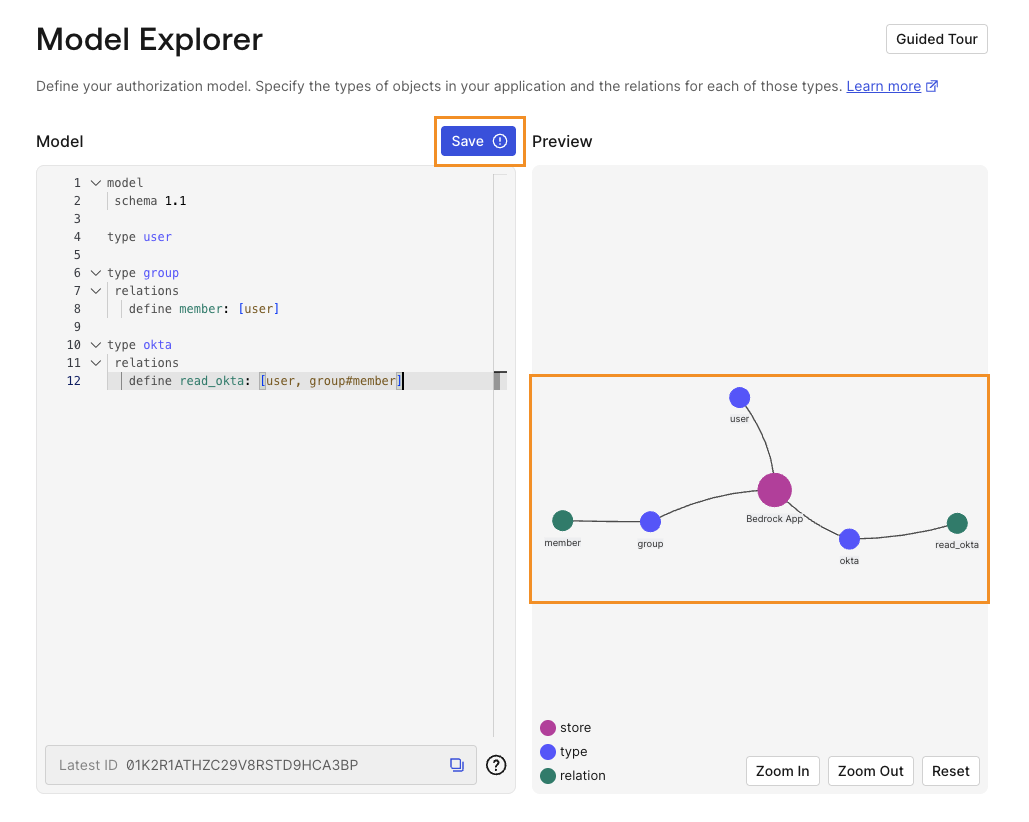 Model Explorer
Guided Tour
Define your authorization model. Specify the types of objects in your application and the relations for each of those types. Learn more
Model
Save
Preview
1 model
2 schema 1.1
3
4 type user
5
6 type group
7 relations
8 define member: [user]
9
10 type okta
11 relations
12 define read_okta: [user, group#member]
user
Bedrock App
member
group
okta
read_okta
store
type
relation
Latest ID 01K2R1ATHZC29V8RSTD9HCA3BP
?
Zoom In
Zoom Out
Reset